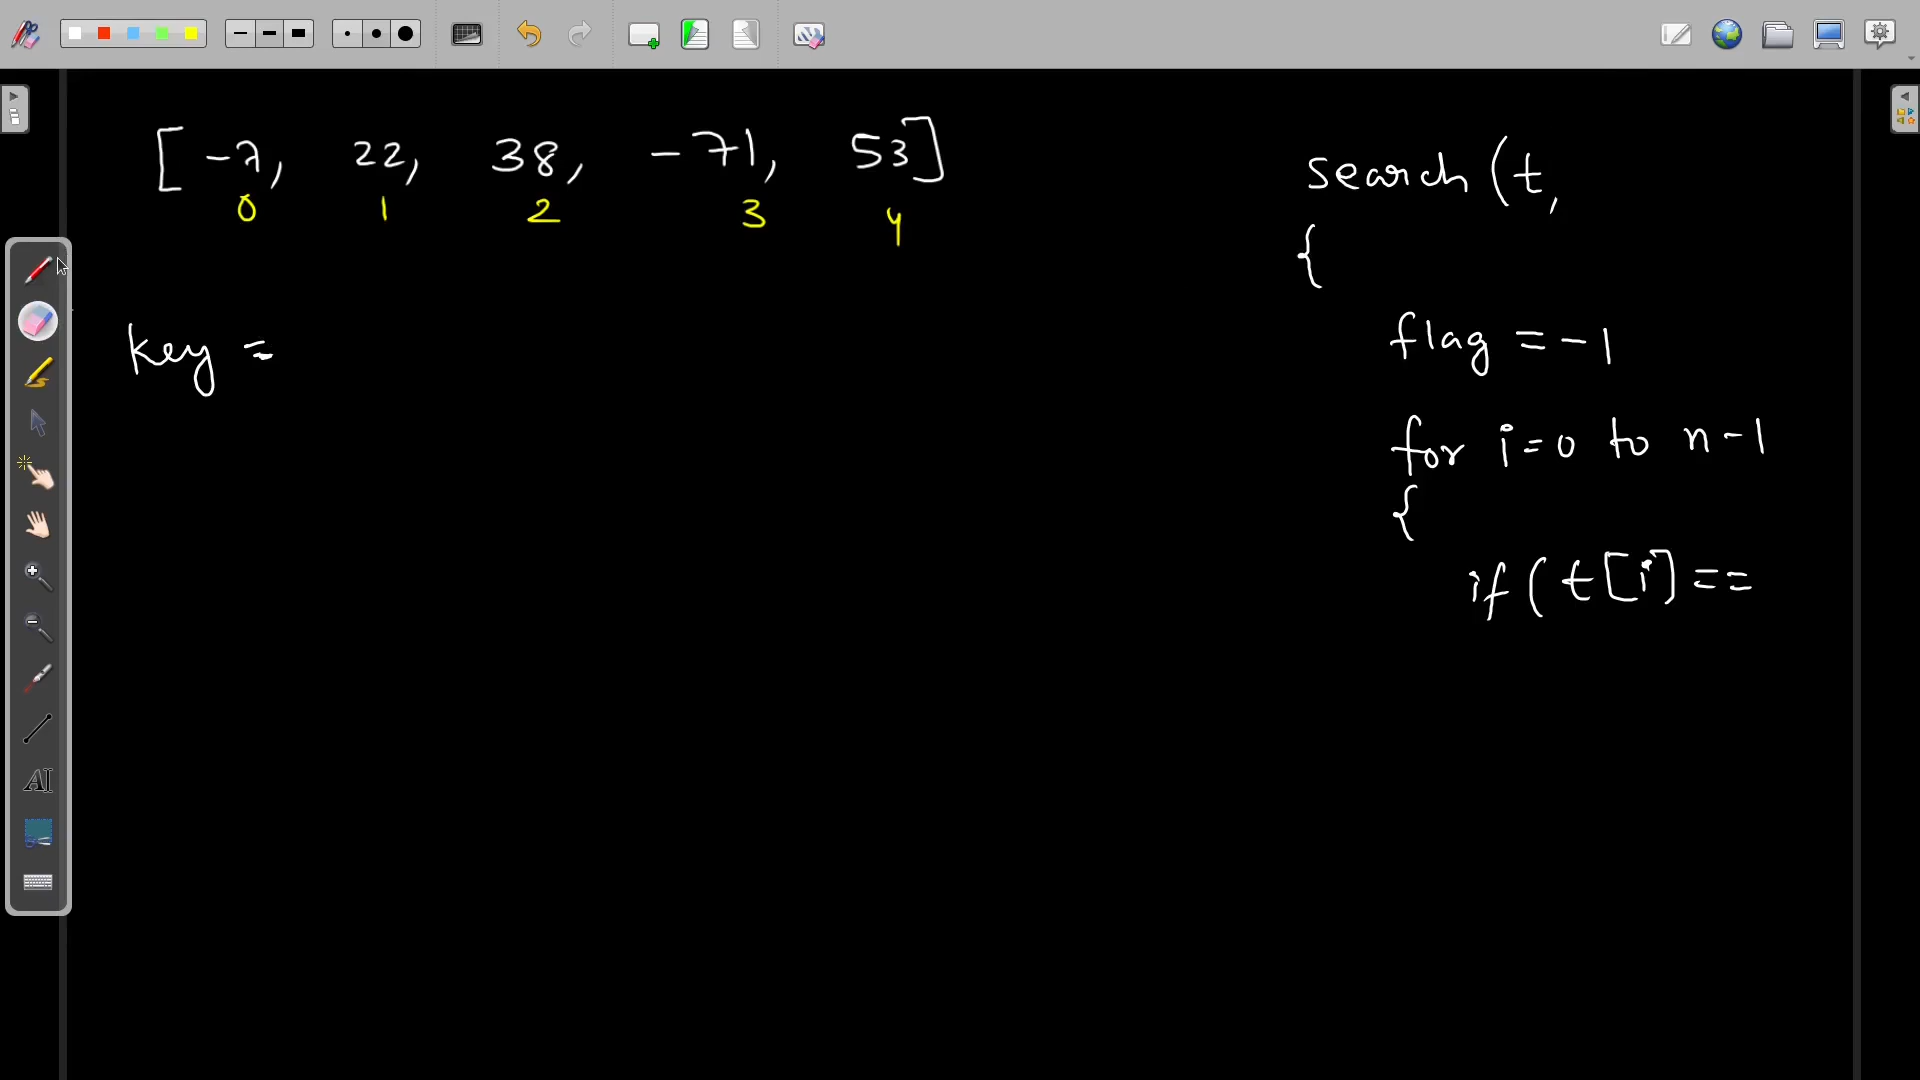 [ -7, 22, 38, -71, 53 ]
0 1 2 3 4
key =
search (t,
{
flag = -1
for i=0 to n-1
{
if ( t[i] ==